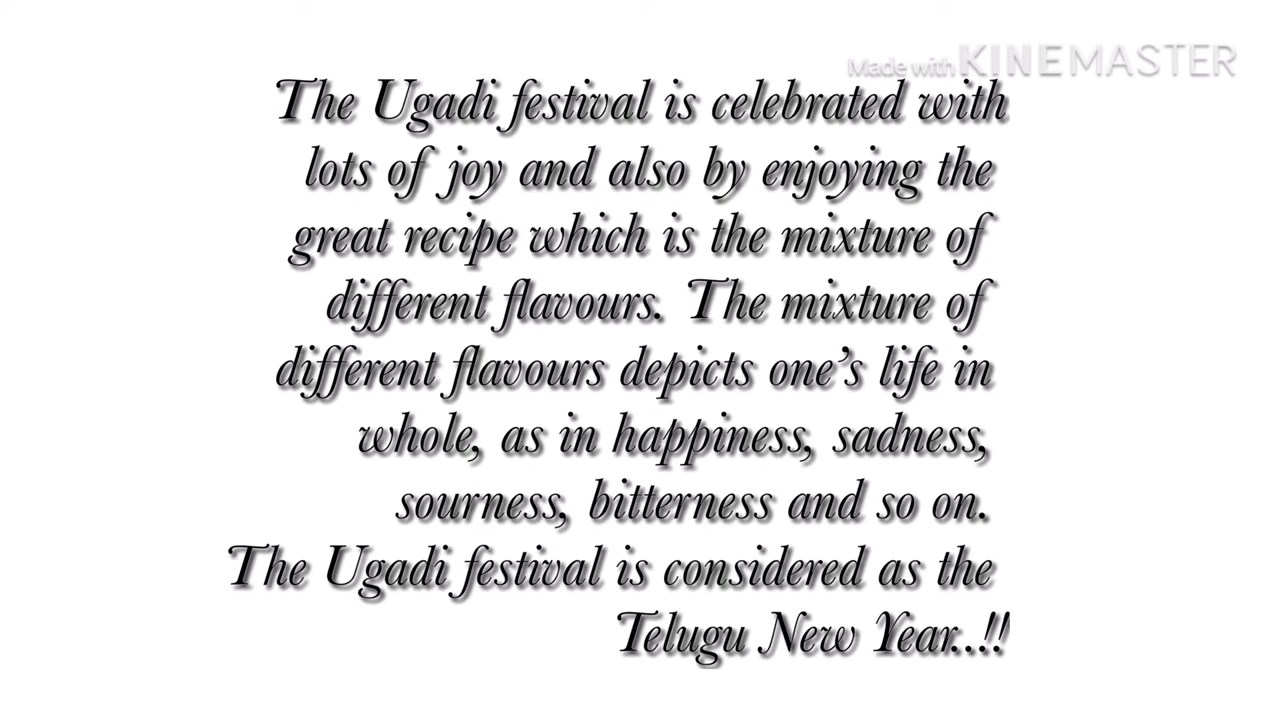 Made with KINEMASTER
The Ugadi festival is celebrated with
lots of joy and also by enjoying the
great recipe which is the mixture of
different flavours. The mixture of
different flavours depicts one's life in
whole, as in happiness, sadness,
sourness, bitterness and so on.
The Ugadi festival is considered as the
Telugu New Year...!!